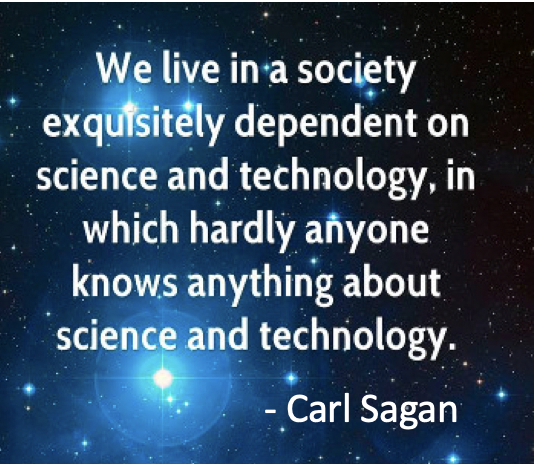 We live in a society
exquisitely dependent on
science and technology, in
which hardly anyone
knows anything about
science and technology.
- Carl Sagan